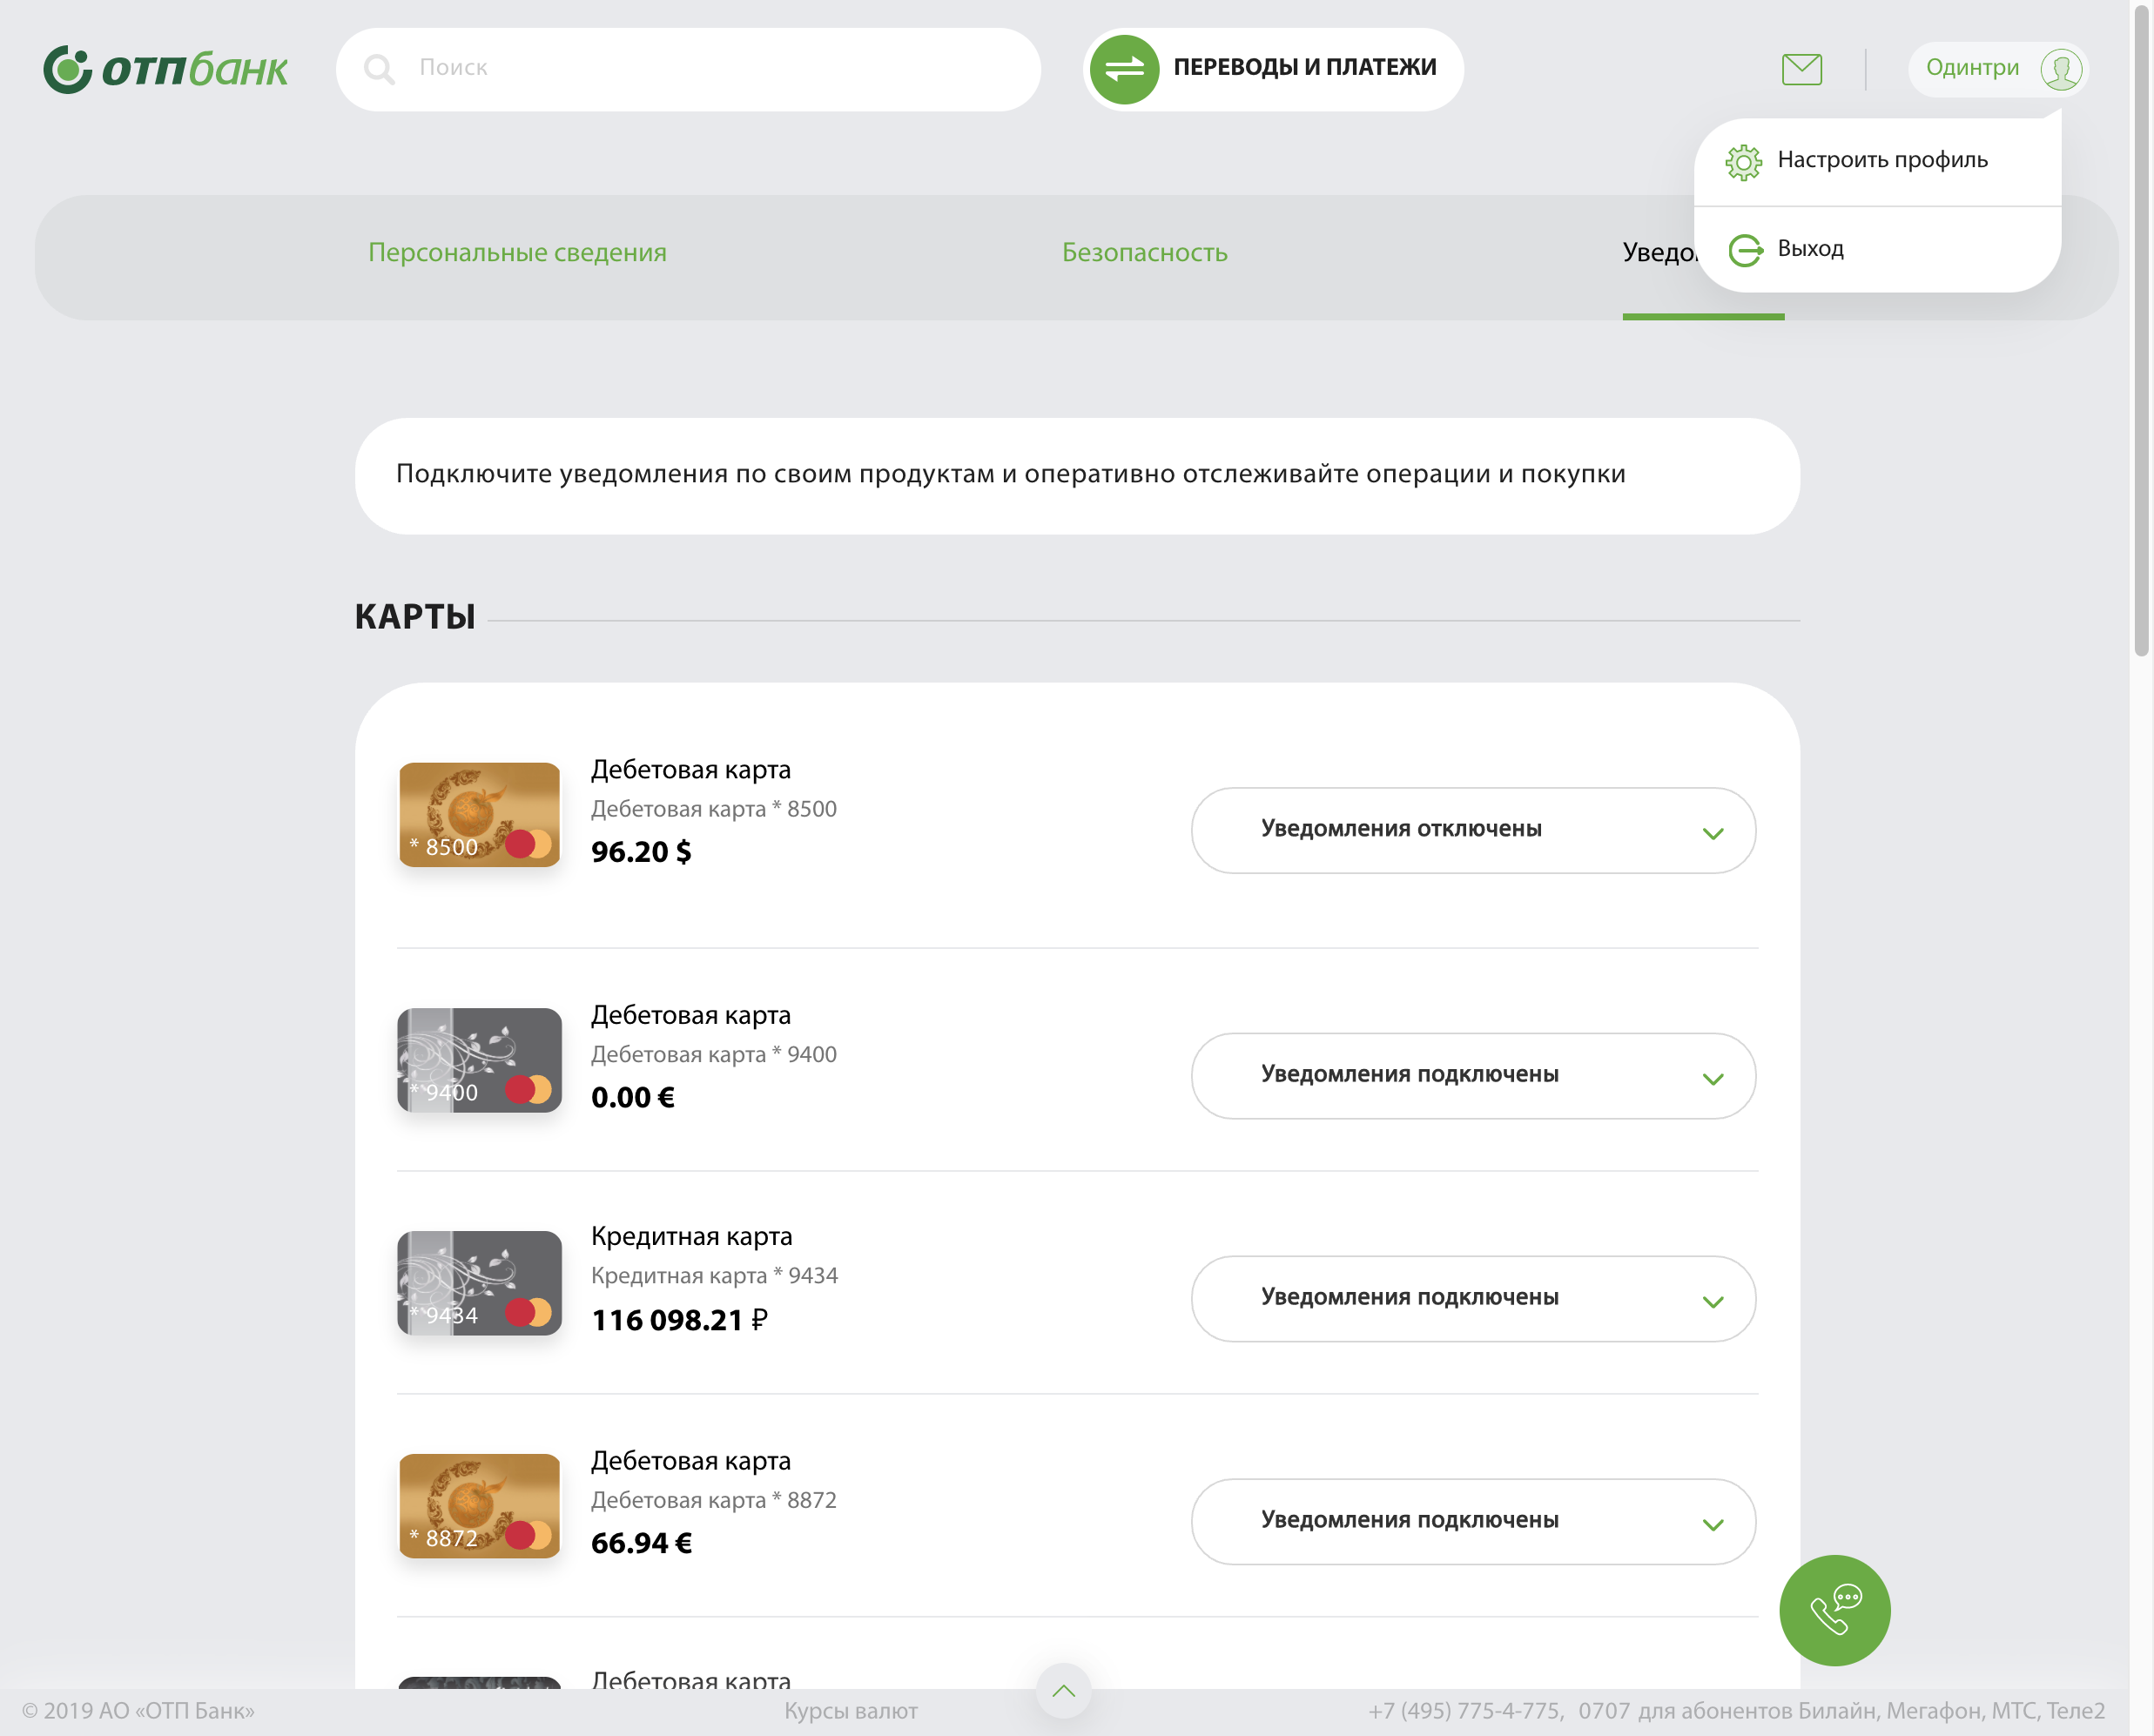 отпбанк
Поиск
ПЕРЕВОДЫ И ПЛАТЕЖИ
Одинтри
Настроить профиль
Выход
Персональные сведения
Безопасность
Подключите уведомления по своим продуктам и оперативно отслеживайте операции и покупки
КАРТЫ
* 8500
Дебетовая карта
Дебетовая карта * 8500
96.20 $
Уведомления отключены
* 9400
Дебетовая карта
Дебетовая карта * 9400
0.00 €
Уведомления подключены
* 9434
Кредитная карта
Кредитная карта * 9434
116 098.21 ₽
Уведомления подключены
* 8872
Дебетовая карта
Дебетовая карта * 8872
66.94 €
Уведомления подключены
Дебетовая карта
© 2019 АО «ОТП Банк»
Курсы валют
+7 (495) 775-4-775, 0707 для абонентов Билайн, Мегафон, МТС, Теле2